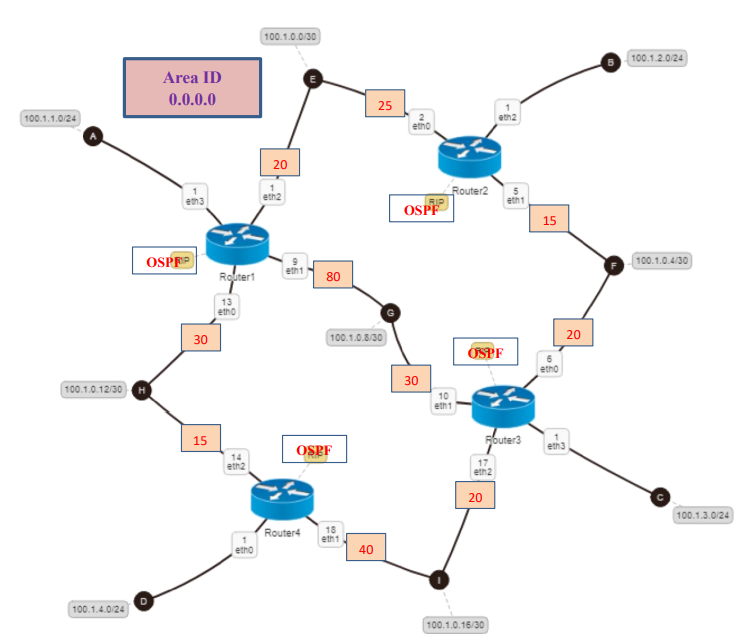 100.1.0.0/30
E
B
100.1.2.0/24
Area ID
0.0.0.0
25
1
eth2
2
eth0
100.1.1.0/24
A
20
Router2
1
eth3
1
eth2
5
eth1
RIP
OSPF
15
OSPF
Router1
9
eth1
80
F
100.1.0.4/30
13
eth0
G
100.1.0.8/30
30
20
OSPF
6
eth0
30
10
eth1
100.1.0.12/30
H
Router3
1
eth3
15
OSPF
14
eth2
17
eth2
20
C
100.1.3.0/24
Router4
1
eth0
18
eth1
40
I
D
100.1.4.0/24
100.1.0.16/30